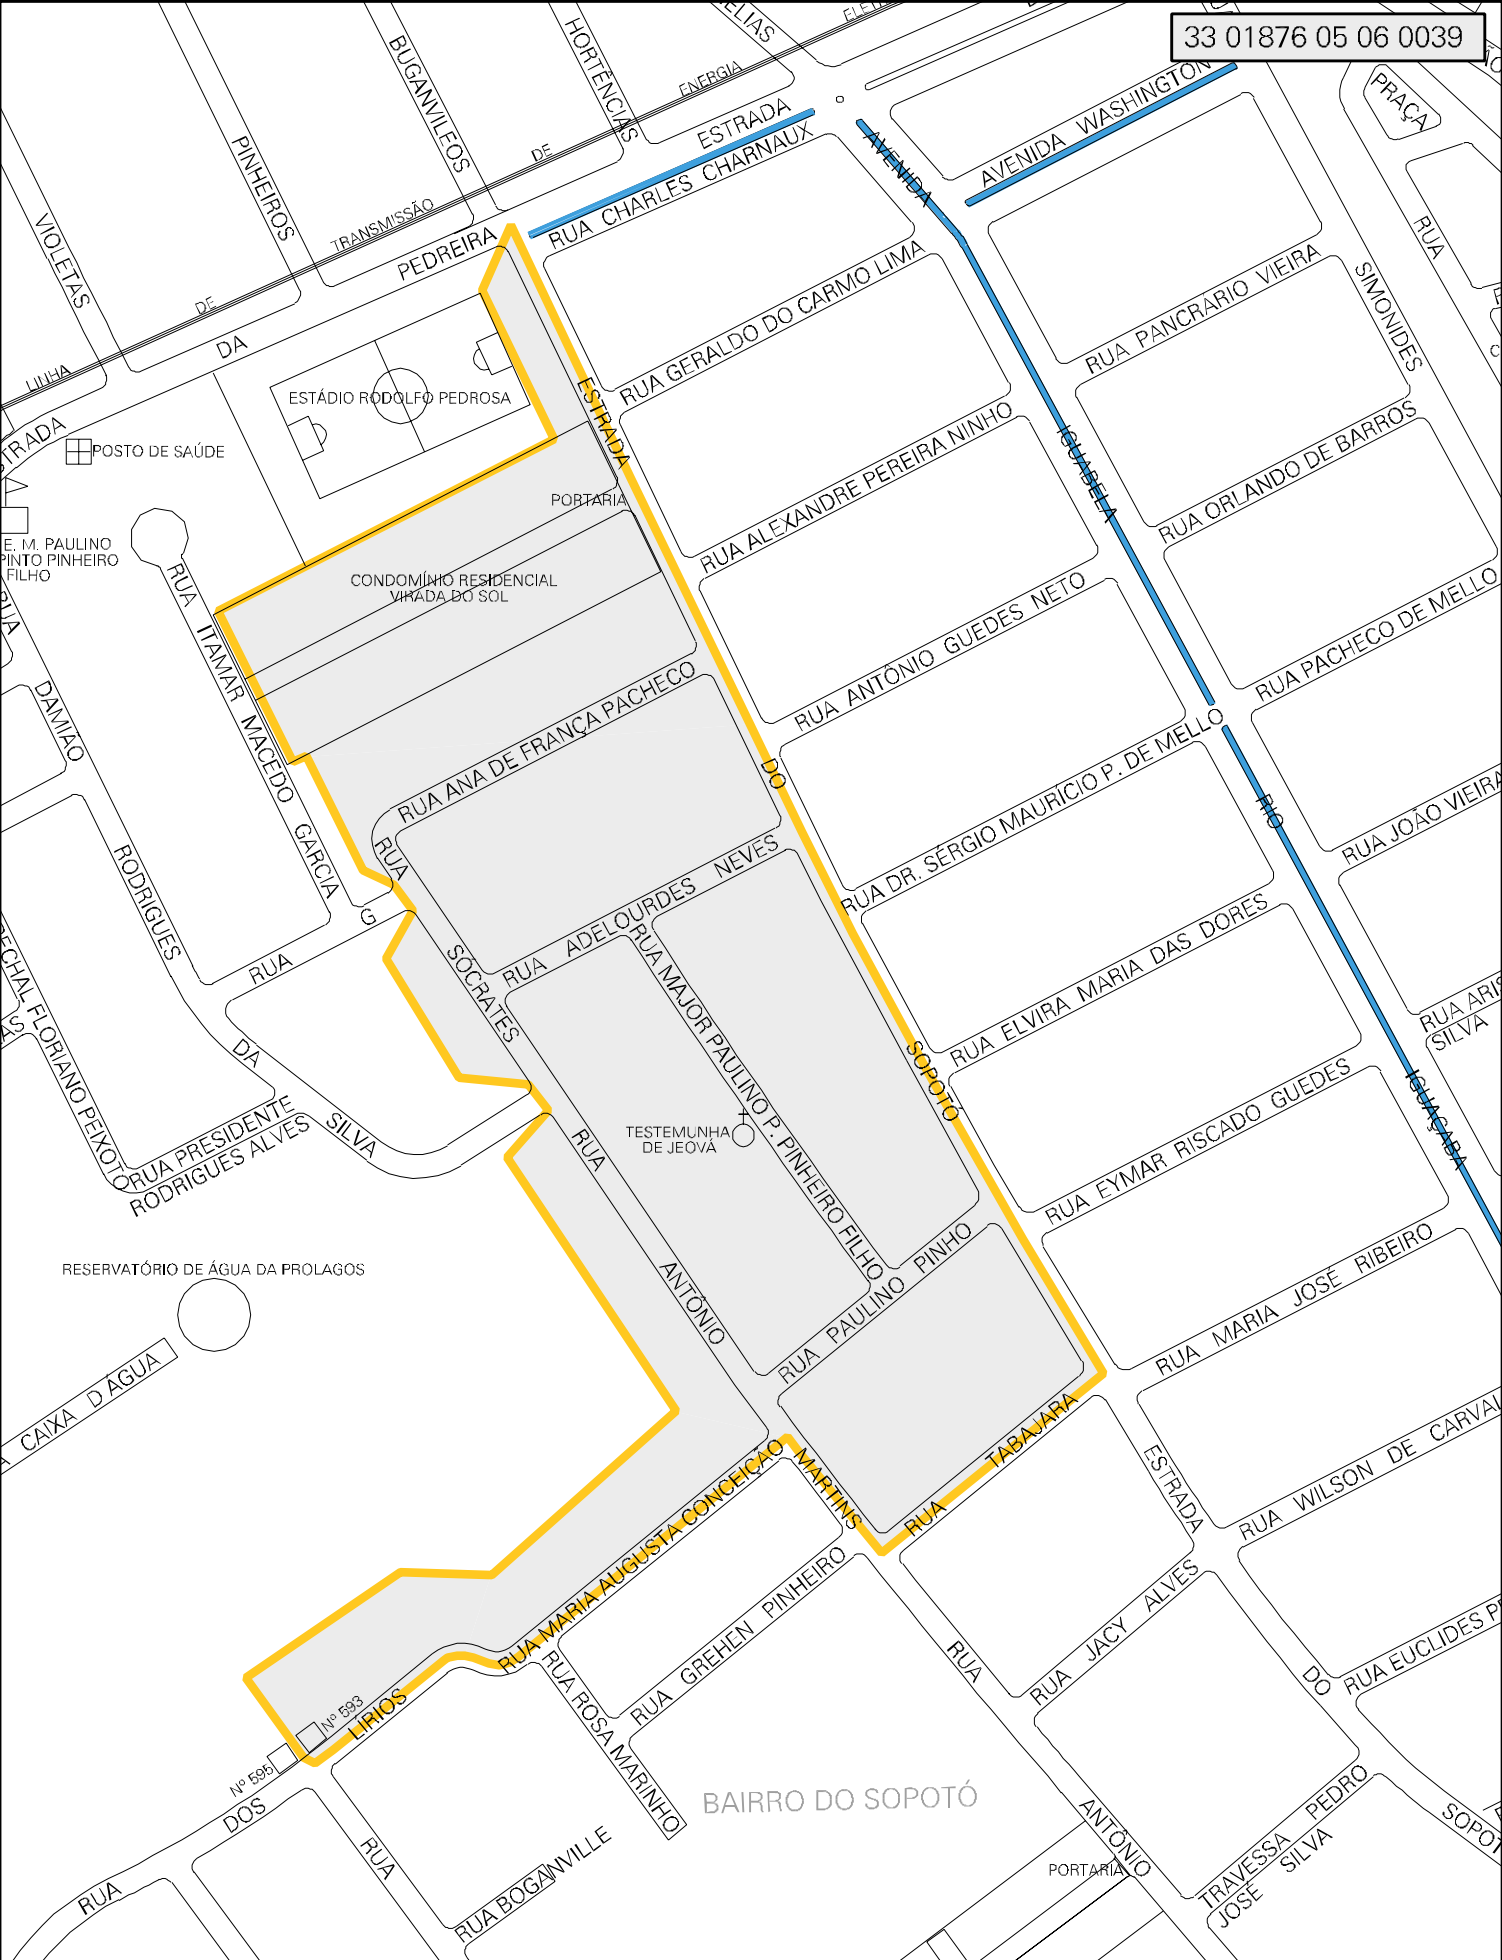 33 01876 05 06 0039
BUGANVILEOS
HORTÊNCIAS
PINHEIROS
VIOLETAS
LINHA
DE
TRANSMISSÃO
DE
ENERGIA
ESTRADA
DA
PEDREIRA
RUA CHARLES CHARNAUX
AVENIDA
AVENIDA WASHINGTON
PRAÇA
RUA
SIMONIDES
RUA GERALDO DO CARMO LIMA
RUA PANCRARIO VIEIRA
ESTÁDIO RODOLFO PEDROSA
POSTO DE SAÚDE
ESTRADA
RUA ALEXANDRE PEREIRA NINHO
IGUABELA
RUA ORLANDO DE BARROS
PORTARIA
E. M. PAULINO
PINTO PINHEIRO
FILHO
CONDOMÍNIO RESIDENCIAL
VIRADA DO SOL
RUA ITAMAR MACEDO GARCIA
RUA ANTÔNIO GUEDES NETO
RUA PACHECO DE MELLO
RUA
DAMIÃO
RODRIGUES
DA
SILVA
RUA ANA DE FRANÇA PACHECO
DO
RUA DR. SÉRGIO MAURÍCIO P. DE MELLO
RIO
RUA JOÃO VIEIRA
RUA
SÓCRATES
RUA ADELOURDES NEVES
RUA G
RUA MAJOR PAULINO P. PINHEIRO FILHO
RUA ELVIRA MARIA DAS DORES
RUA ARIS
SILVA
FLORIANO PEIXOTO
SOPOTÓ
IGUAÇABA
RUA EYMAR RISCADO GUEDES
RUA PRESIDENTE
RODRIGUES ALVES
TESTEMUNHA
DE JEOVÁ
RUA
ANTÔNIO
MARTINS
RUA PAULINO PINHO
RUA MARIA JOSÉ RIBEIRO
RESERVATÓRIO DE ÁGUA DA PROLAGOS
CAIXA D ÁGUA
RUA TABAJARA
ESTRADA
RUA WILSON DE CARVAL
RUA MARIA AUGUSTA CONCEIÇÃO
RUA GREHEN PINHEIRO
RUA JACY ALVES
RUA
DO
RUA EUCLIDES
RUA ROSA MARINHO
Nº 593
Nº 595
LÍRIOS
DOS
RUA
RUA
BAIRRO DO SOPOTÓ
RUA BOGANVILLE
ANTÔNIO
PORTARIA
TRAVESSA PEDRO
JOSÉ SILVA
SOPOT